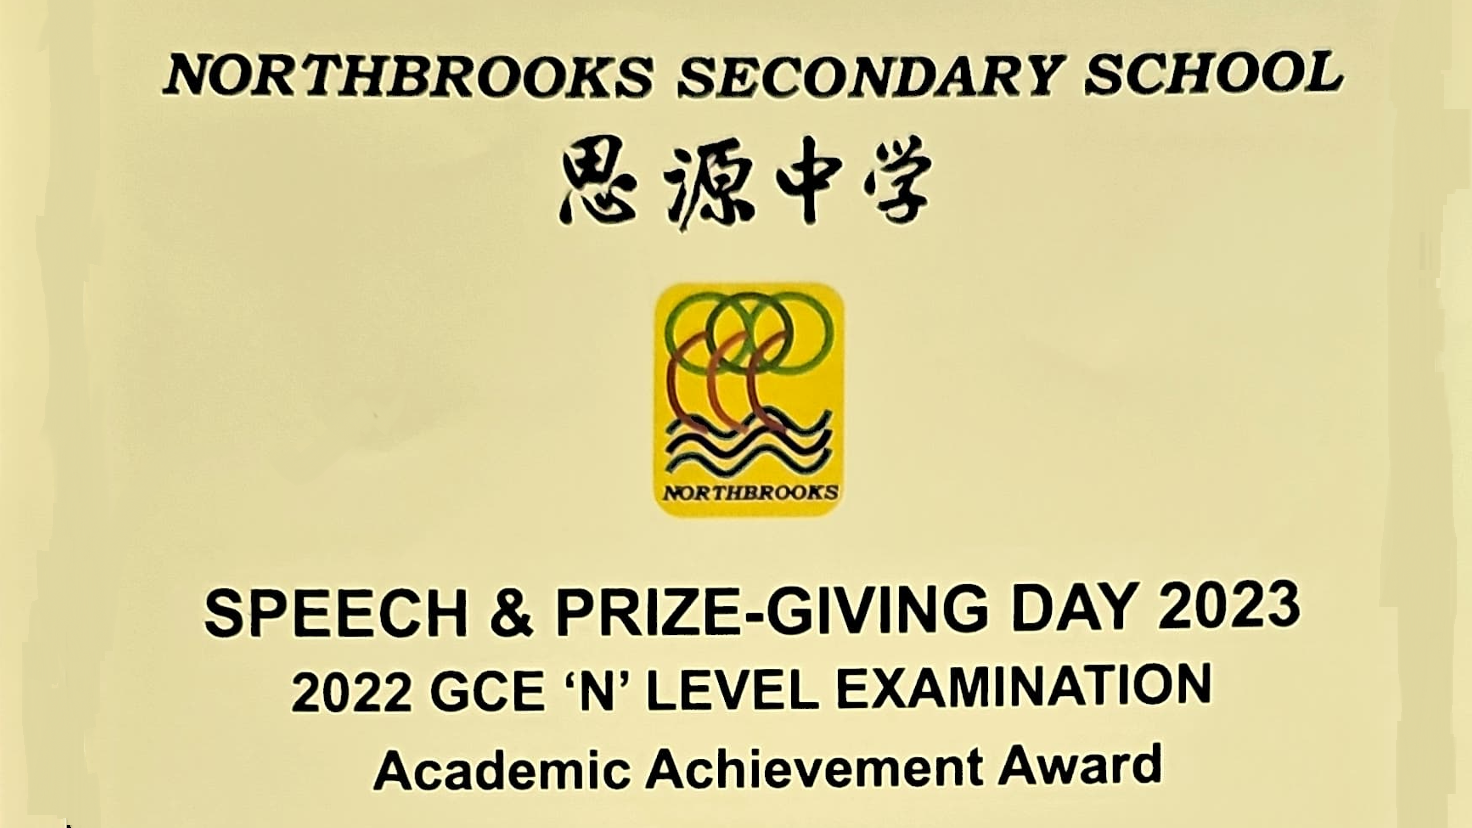 NORTHBROOKS SECONDARY SCHOOL
思源中学
NORTHBROOKS
SPEECH & PRIZE-GIVING DAY 2023
2022 GCE ‘N’ LEVEL EXAMINATION
Academic Achievement Award